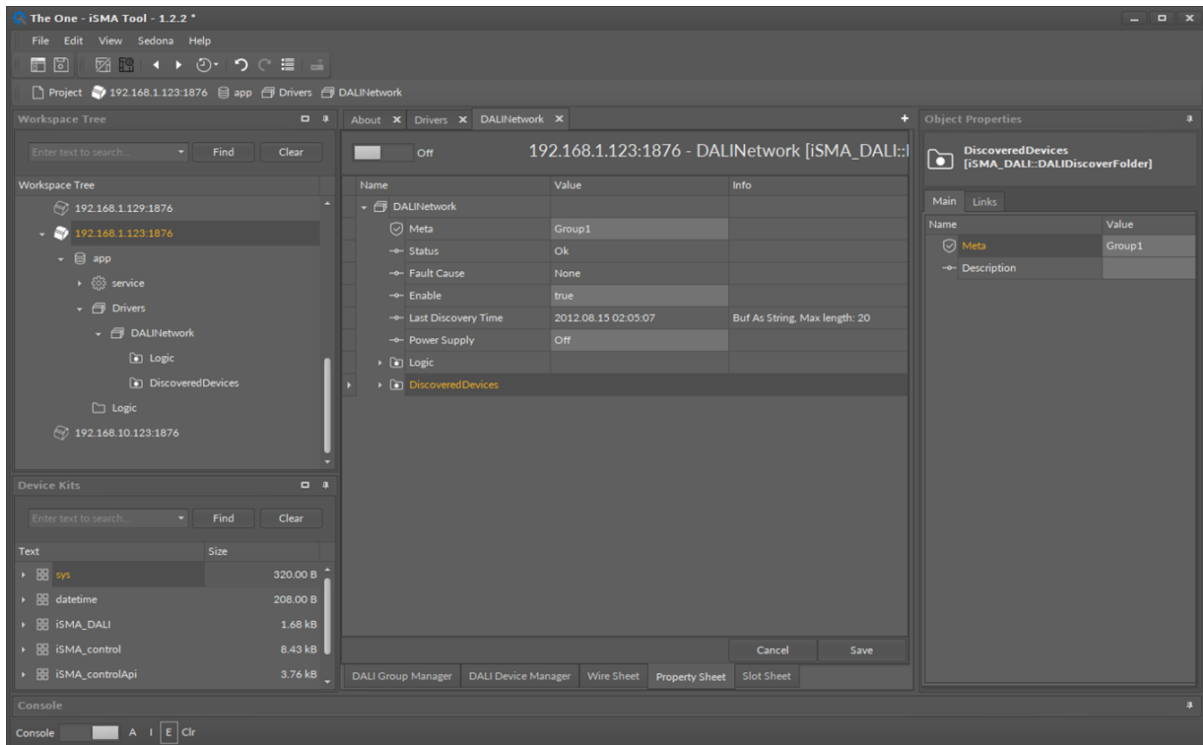 The One - iSMA Tool - 1.2.2 *
File Edit View Sedona Help
Project 192.168.1.123:1876 app Drivers DALINetwork
Workspace Tree
Enter text to search... Find Clear
Workspace Tree
192.168.1.129:1876
192.168.1.123:1876
app
service
Drivers
DALINetwork
Logic
DiscoveredDevices
Logic
192.168.10.123:1876
Device Kits
Enter text to search... Find Clear
Text Size
sys 320.00 B
datetime 208.00 B
iSMA_DALI 1.68 kB
iSMA_control 8.43 kB
iSMA_controlApi 3.76 kB
About Drivers DALINetwork
Off 192.168.1.123:1876 - DALINetwork [iSMA_DALI::
Name Value Info
DALINetwork
Meta Group1
Status Ok
Fault Cause None
Enable true
Last Discovery Time 2012.08.15 02:05:07 Buf As String, Max length: 20
Power Supply Off
Logic
DiscoveredDevices
Cancel Save
DALI Group Manager DALI Device Manager Wire Sheet Property Sheet Slot Sheet
Object Properties
DiscoveredDevices
[iSMA_DALI::DALIDiscoverFolder]
Main Links
Name Value
Meta Group1
Description
Console
Console A I E Clr